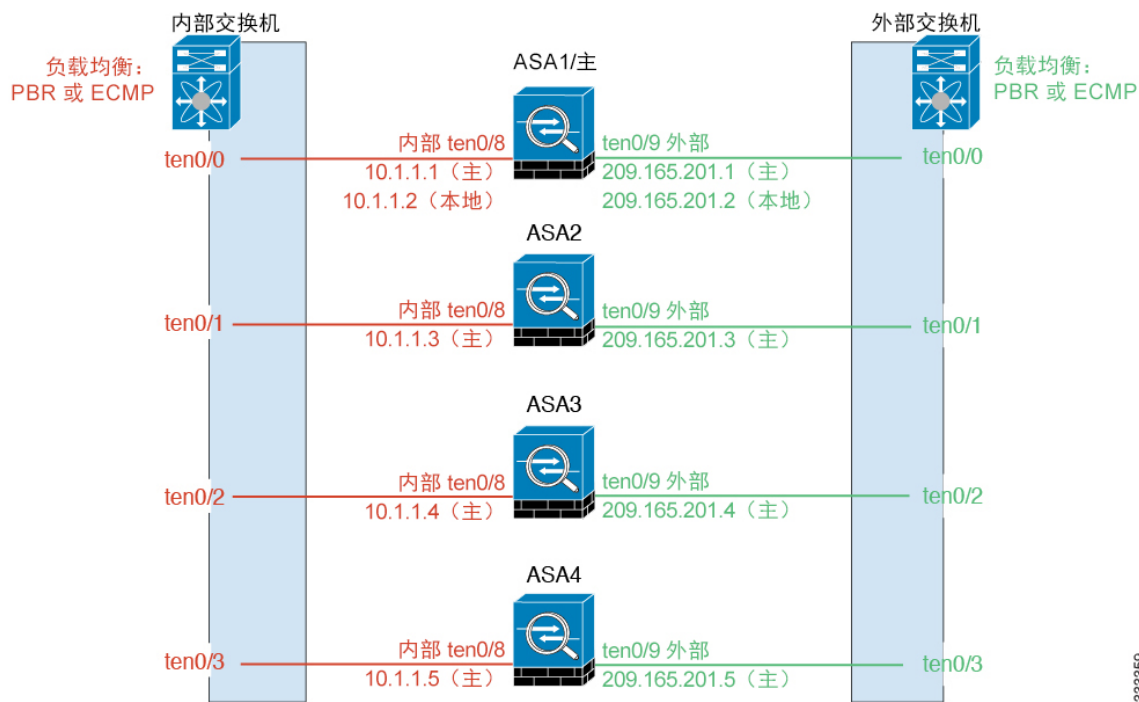 内部交换机
外部交换机
负载均衡：
PBR 或 ECMP
ASA1/主
负载均衡：
PBR 或 ECMP
ten0/0
内部 ten0/8
10.1.1.1（主）
10.1.1.2（本地）
ten0/9 外部
209.165.201.1（主）
209.165.201.2（本地）
ten0/0
ASA2
ten0/1
内部 ten0/8
10.1.1.3（主）
ten0/9 外部
209.165.201.3（主）
ten0/1
ASA3
ten0/2
内部 ten0/8
10.1.1.4（主）
ten0/9 外部
209.165.201.4（主）
ten0/2
ASA4
ten0/3
内部 ten0/8
10.1.1.5（主）
ten0/9 外部
209.165.201.5（主）
ten0/3